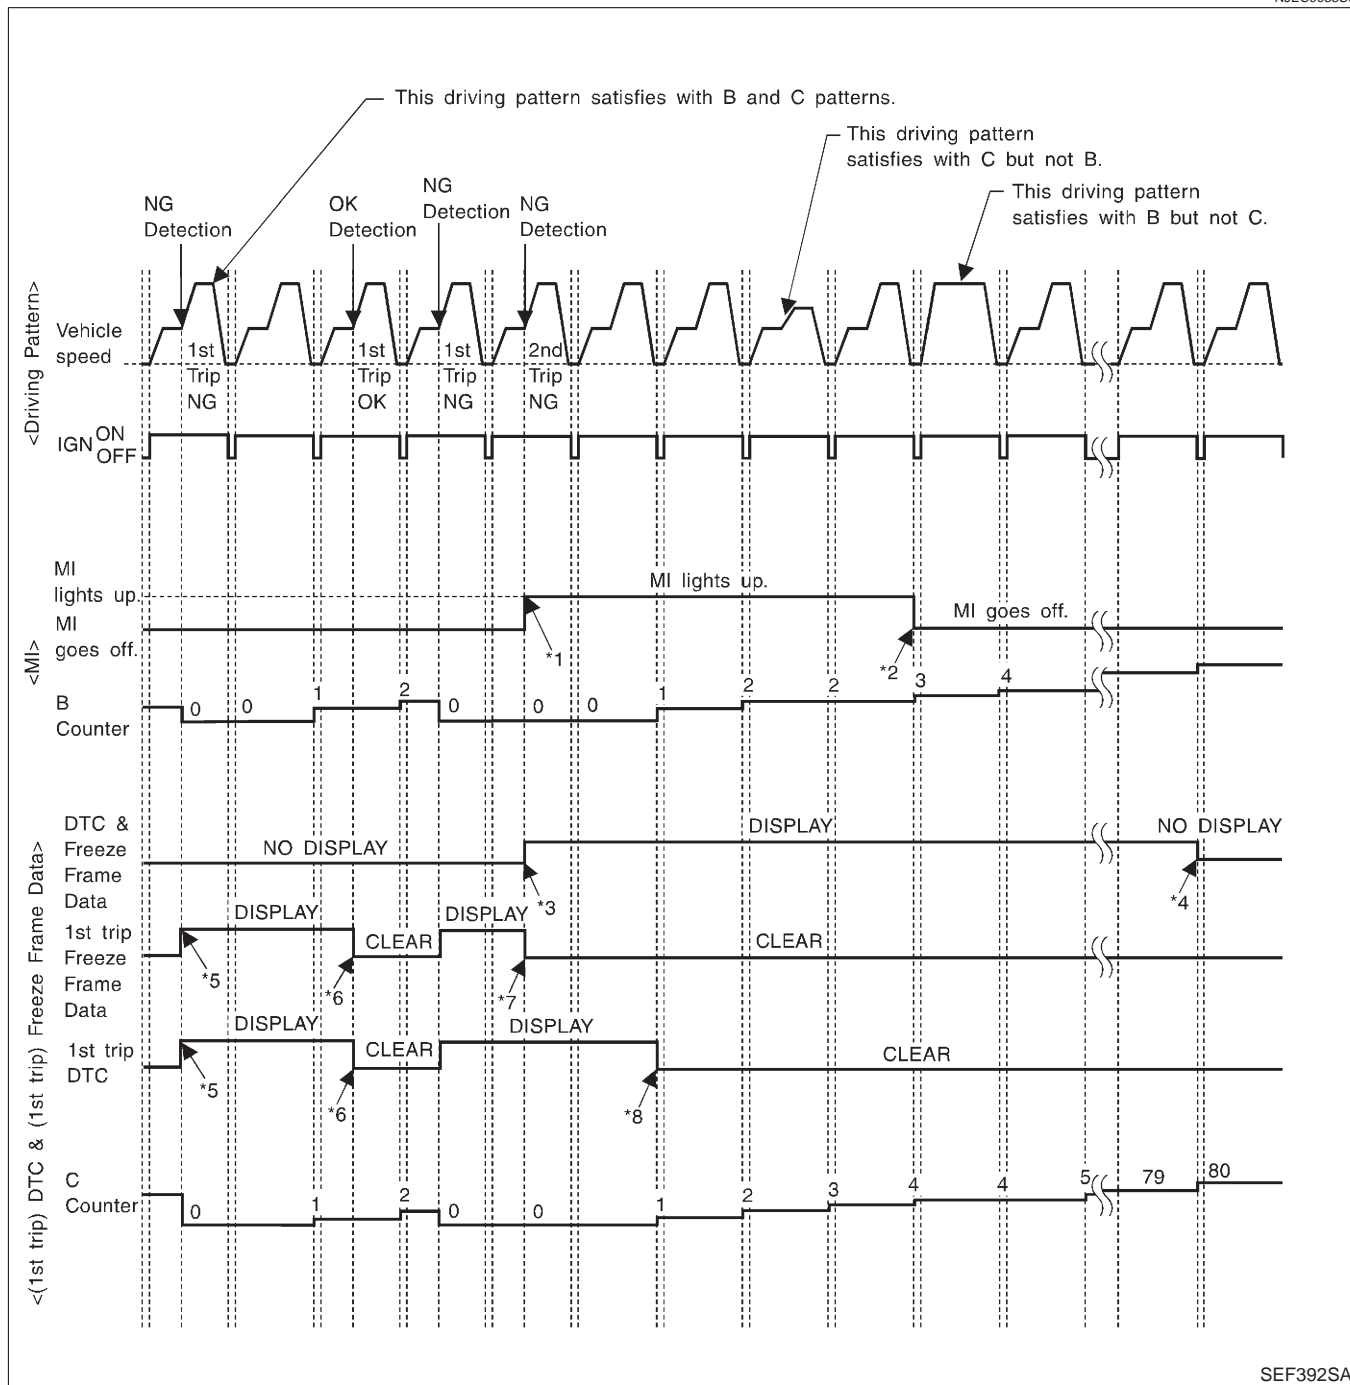 This driving pattern satisfies with B and C patterns.
This driving pattern
satisfies with C but not B.
This driving pattern
satisfies with B but not C.
NG
Detection
OK
Detection
NG
Detection
NG
Detection
<Driving Pattern>
Vehicle
speed
1st
Trip
NG
1st
Trip
OK
1st
Trip
NG
2nd
Trip
NG
IGN ON
OFF
<MI>
MI
lights up.
MI
goes off.
MI lights up.
MI goes off.
*1
*2
B
Counter
0 0 1 2 0 0 0 1 2 2 3 4
<(1st trip) DTC & (1st trip) Freeze Frame Data>
DTC &
Freeze
Frame
Data
NO DISPLAY
DISPLAY
NO DISPLAY
*3
*4
1st trip
Freeze
Frame
Data
DISPLAY
CLEAR
DISPLAY
CLEAR
*5
*6
*7
1st trip
DTC
DISPLAY
CLEAR
DISPLAY
CLEAR
*5
*6
*8
C
Counter
0 1 2 0 0 1 2 3 4 4 5 79 80
SEF392SA